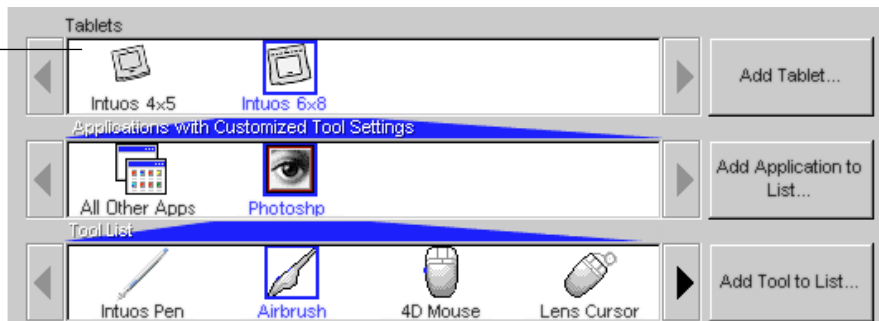 Tablets
Intuos 4x5 Intuos 6x8
Add Tablet...
Applications with Customized Tool Settings
All Other Apps Photoshp
Add Application to
List...
Tool List
Intuos Pen Airbrush 4D Mouse Lens Cursor
Add Tool to List...